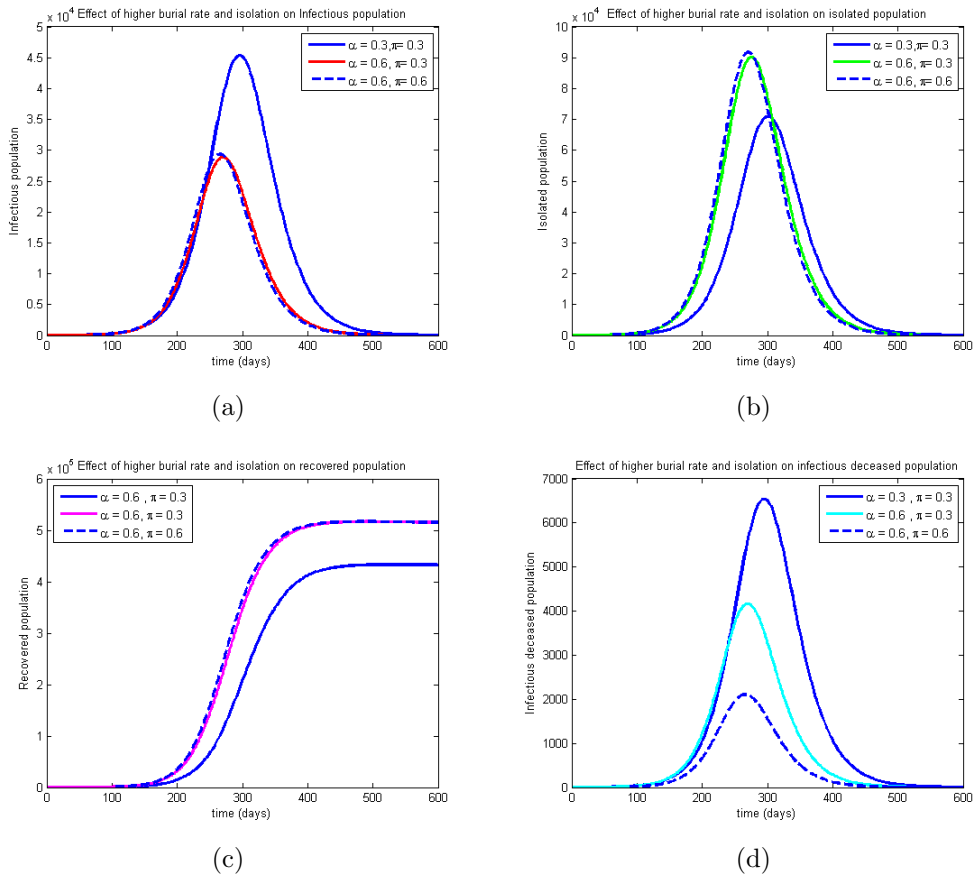 x 10⁴ Effect of higher burial rate and isolation on Infectious population
5
4.5
4
3.5
3
2.5
2
1.5
1
0.5
0
Infectious population
α = 0.3,π= 0.3
α = 0.6, π= 0.3
α = 0.6, π= 0.6
0 100 200 300 400 500 600
time (days)
(a)
x 10⁴ Effect of higher burial rate and isolation on isolated population
10
9
8
7
6
5
4
3
2
1
0
Isolated population
α = 0.3,π= 0.3
α = 0.6, π= 0.3
α = 0.6, π= 0.6
0 100 200 300 400 500 600
time (days)
(b)
x 10⁵ Effect of higher burial rate and isolation on recovered population
6
5
4
3
2
1
0
Recovered population
α = 0.6 , π = 0.3
α = 0.6, π = 0.3
α = 0.6, π = 0.6
0 100 200 300 400 500 600
time (days)
(c)
Effect of higher burial rate and isolation on infectious deceased population
7000
6000
5000
4000
3000
2000
1000
0
Infectious deceased population
α = 0.3 , π = 0.3
α = 0.6 , π = 0.3
α = 0.6, π = 0.6
0 100 200 300 400 500 600
time (days)
(d)